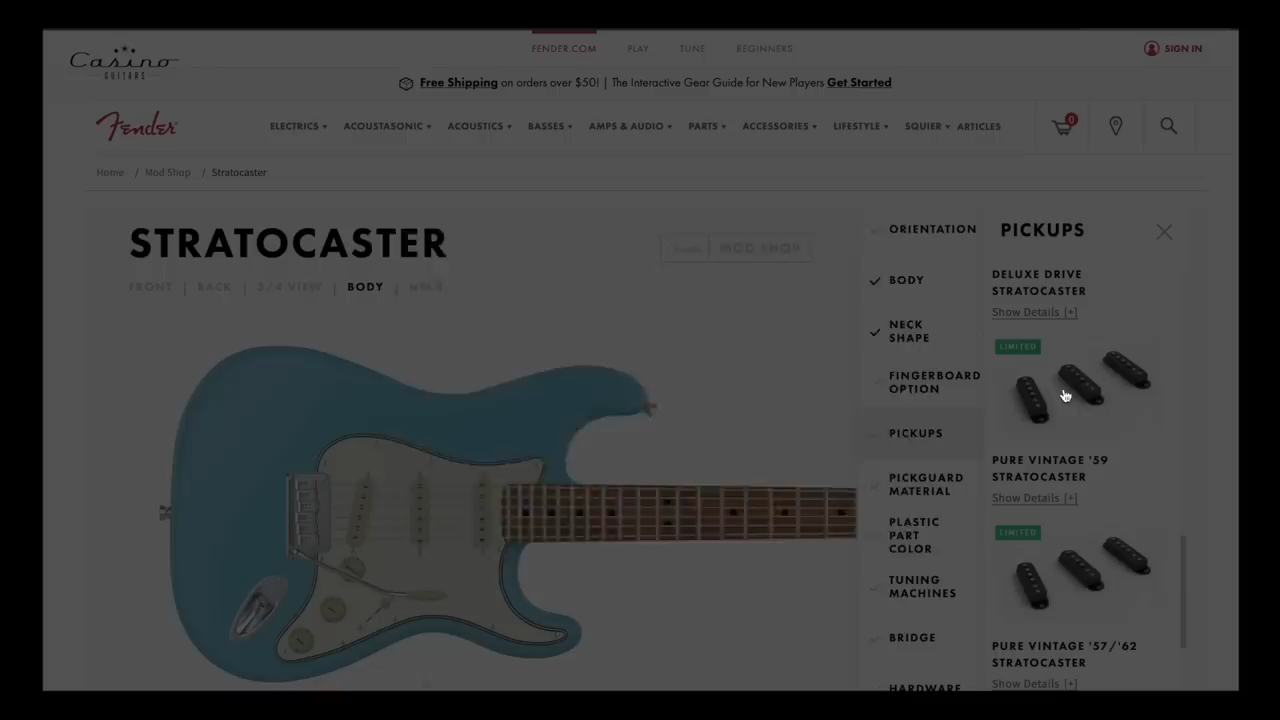 Casino
GUITARS
FENDER.COM PLAY TUNE BEGINNERS
SIGN IN
Free Shipping on orders over $50! | The Interactive Gear Guide for New Players Get Started
Fender
ELECTRICS ACOUSTASONIC ACOUSTICS BASSES AMPS & AUDIO PARTS ACCESSORIES LIFESTYLE SQUIER ARTICLES
0
Home / Mod Shop / Stratocaster
STRATOCASTER
MOD SHOP
FRONT | BACK | 3/4 VIEW | BODY |
ORIENTATION
BODY
NECK
SHAPE
FINGERBOARD
OPTION
PICKUPS
PICKGUARD
MATERIAL
PLASTIC
PART
COLOR
TUNING
MACHINES
BRIDGE
HARDWARE
PICKUPS
DELUXE DRIVE
STRATOCASTER
Show Details [+]
LIMITED
PURE VINTAGE '59
STRATOCASTER
Show Details [+]
LIMITED
PURE VINTAGE '57/'62
STRATOCASTER
Show Details [+]